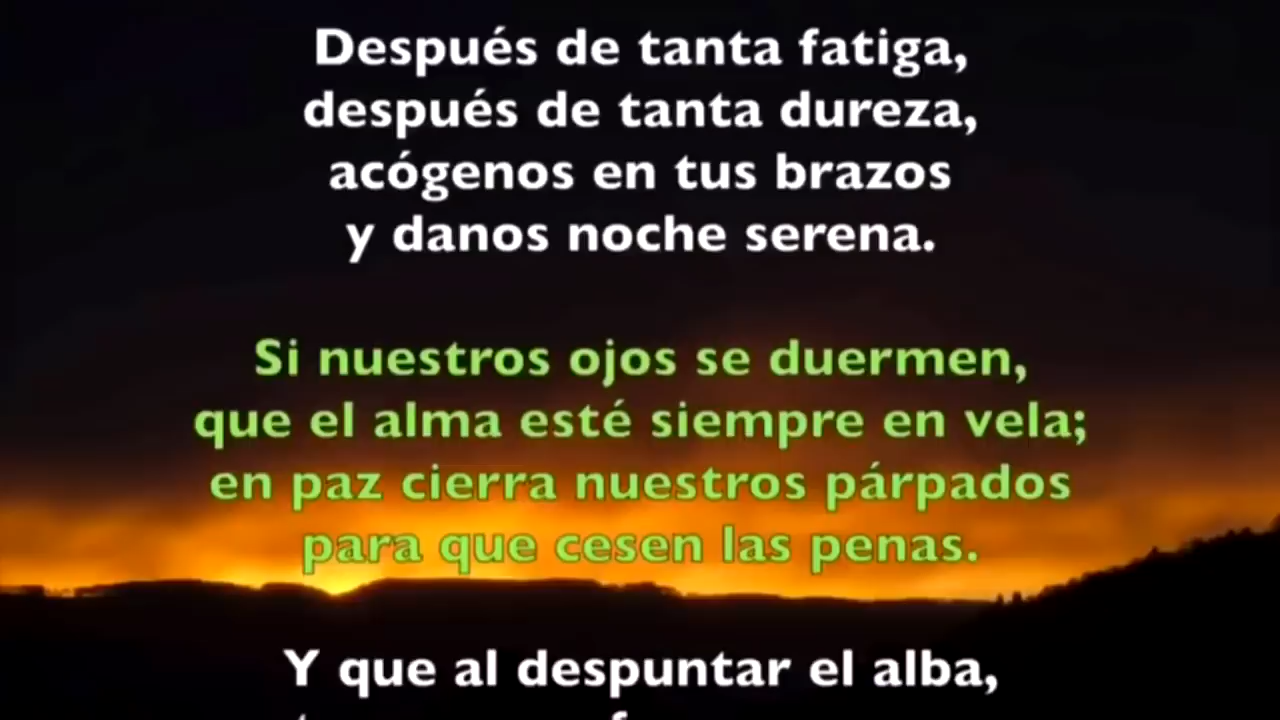 Después de tanta fatiga,
después de tanta dureza,
acógenos en tus brazos
y danos noche serena.
Si nuestros ojos se duermen,
que el alma esté siempre en vela;
en paz cierra nuestros párpados
para que cesen las penas.
Y que al despuntar el alba,